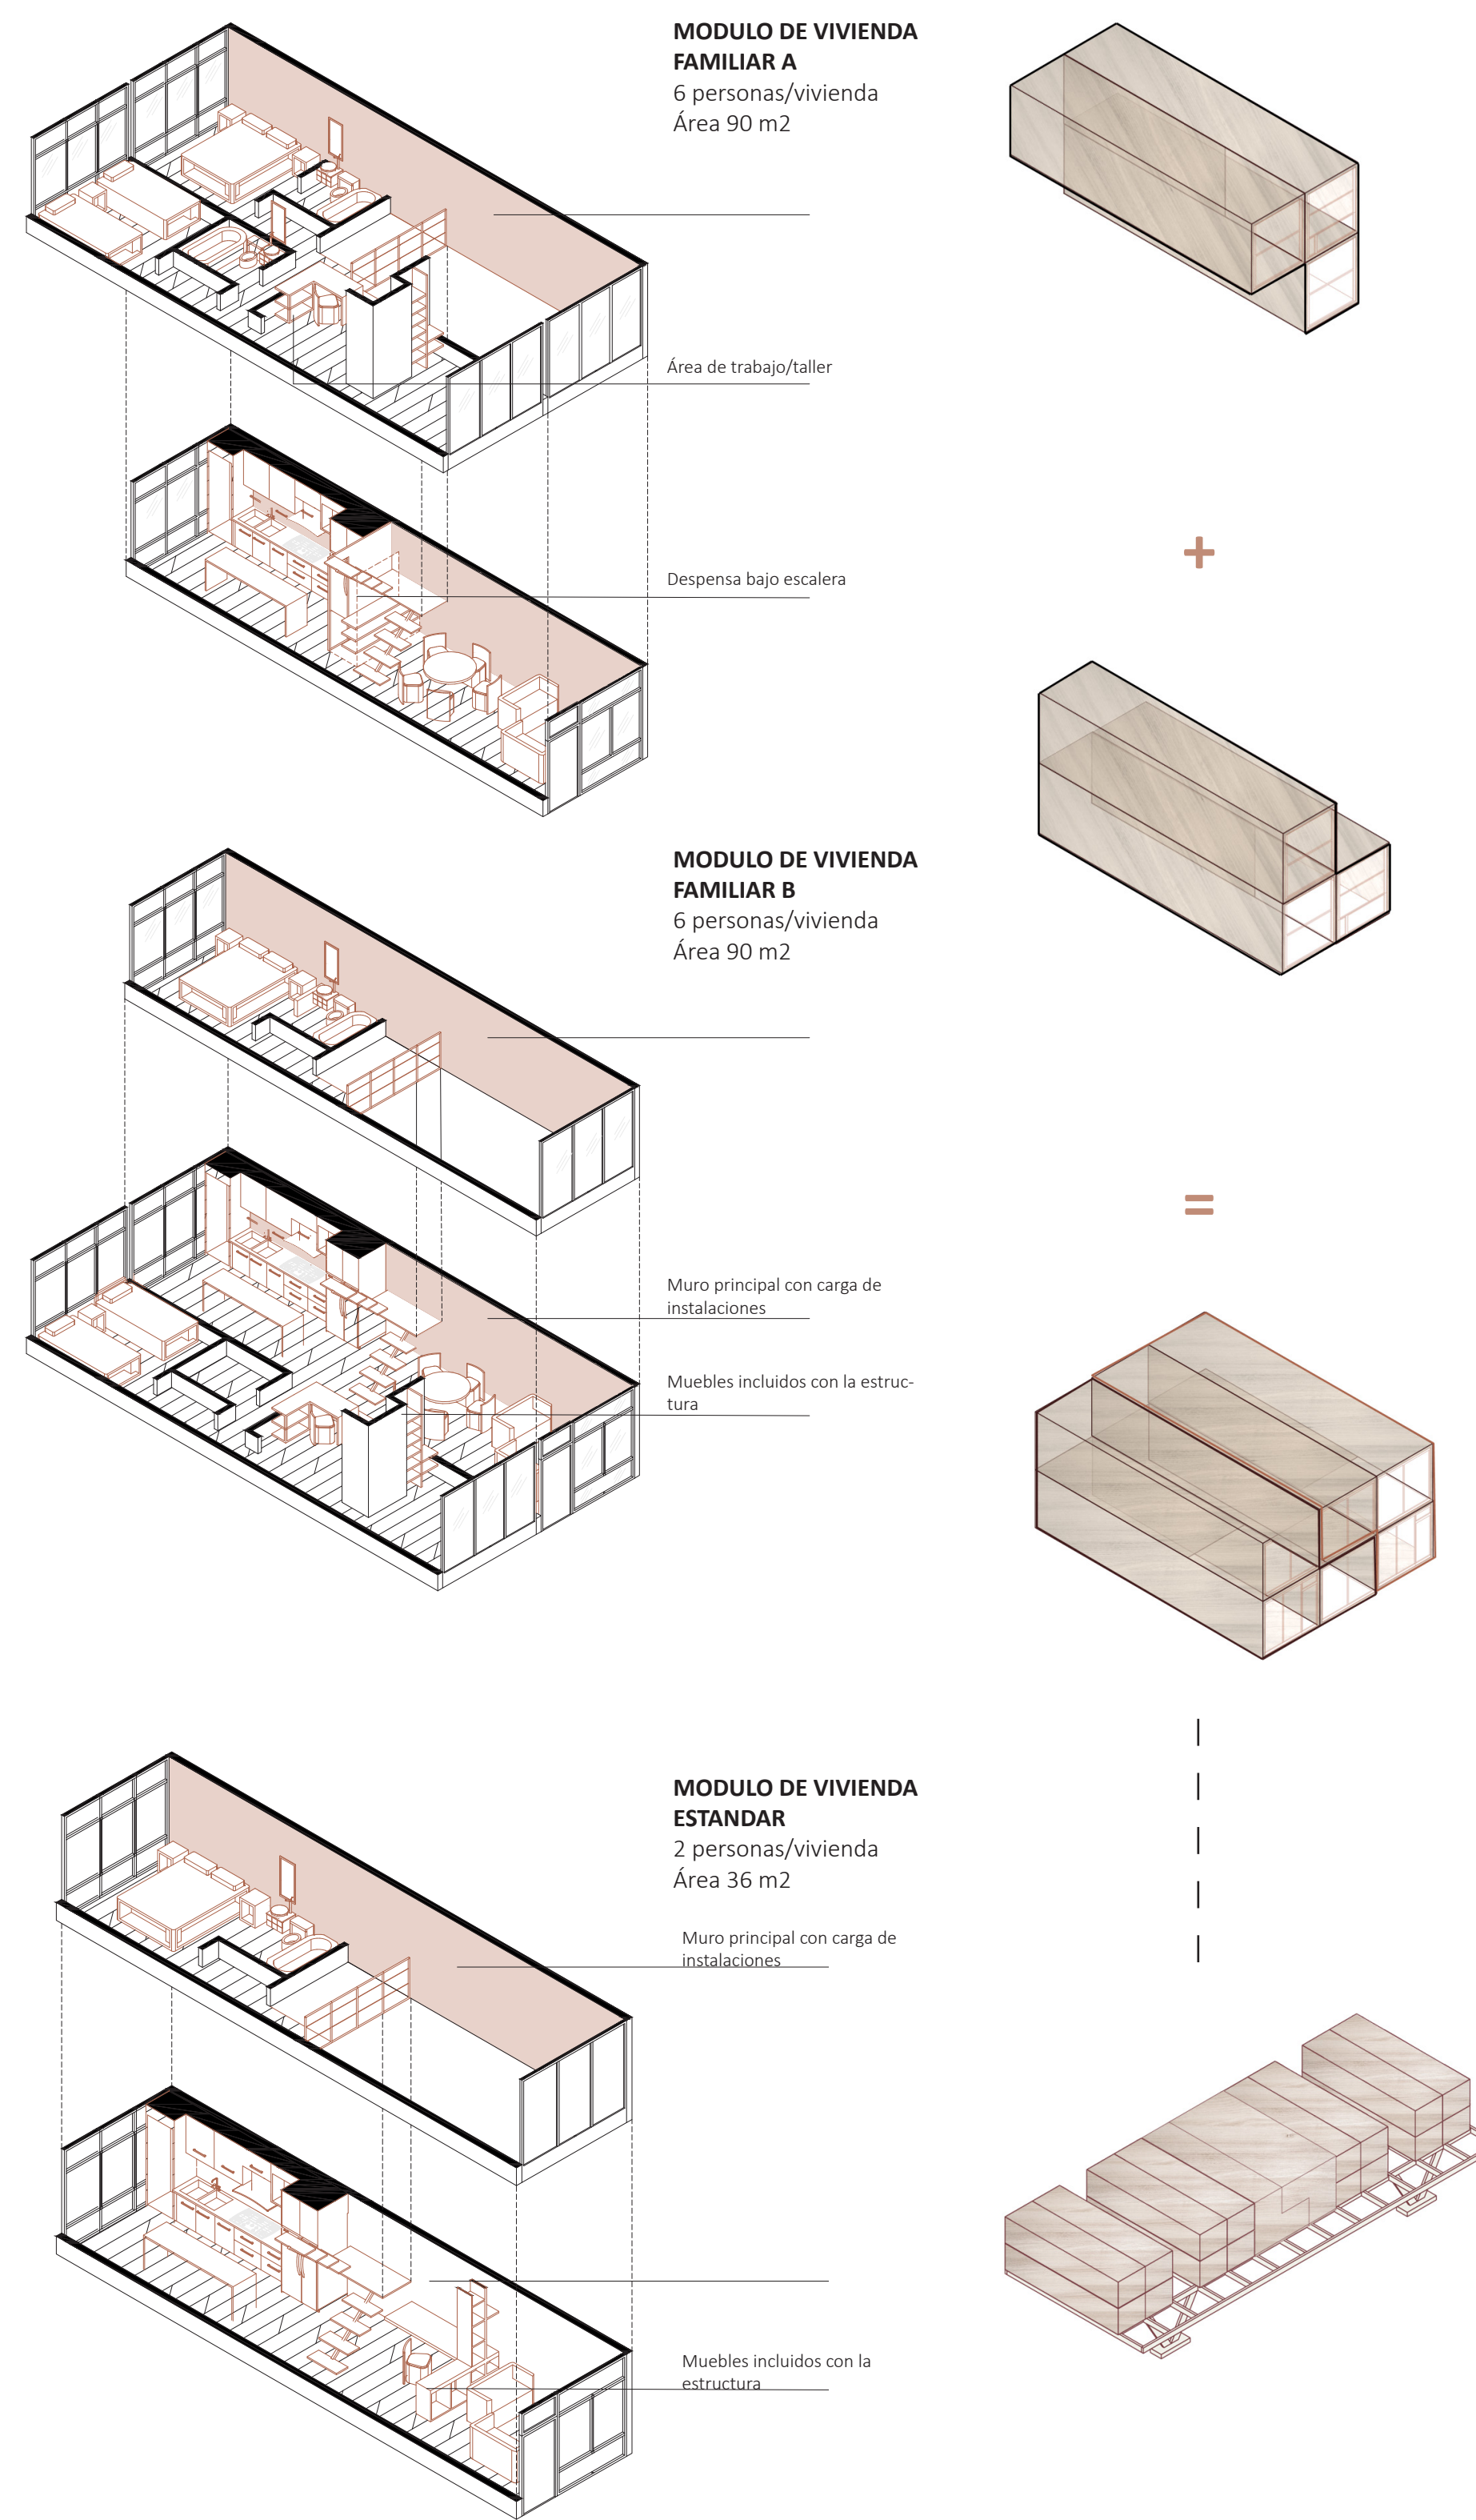 MODULO DE VIVIENDA
FAMILIAR A
6 personas/vivienda
Área 90 m2
Área de trabajo/taller
Despensa bajo escalera
+
MODULO DE VIVIENDA
FAMILIAR B
6 personas/vivienda
Área 90 m2
=
Muro principal con carga de
instalaciones
Muebles incluidos con la estruc-
tura
MODULO DE VIVIENDA
ESTANDAR
2 personas/vivienda
Área 36 m2
Muro principal con carga de
instalaciones
Muebles incluidos con la
estructura